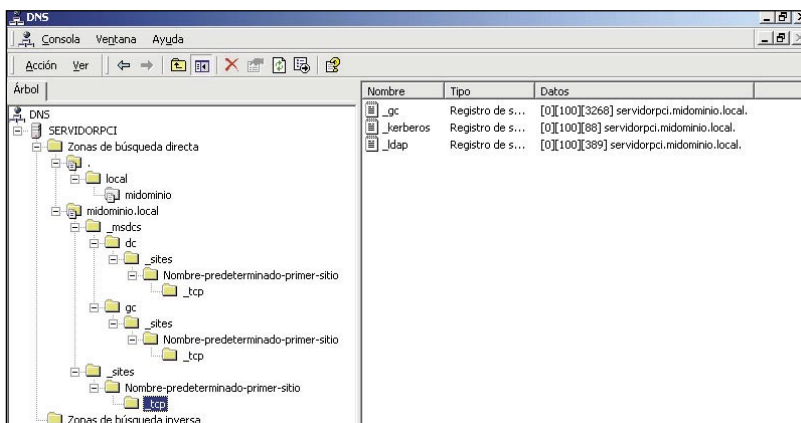 DNS
Consola Ventana Ayuda
Acción Ver
Árbol
DNS
SERVIDORPCI
Zonas de búsqueda directa
.
local
midominio
midominio.local
_msdcs
dc
_sites
Nombre-predeterminado-primer-sitio
_tcp
gc
_sites
Nombre-predeterminado-primer-sitio
_tcp
_sites
Nombre-predeterminado-primer-sitio
_tcp
Zonas de búsqueda inversa
Nombre Tipo Datos
_gc Registro de s... [0][100][3268] servidorpci.midominio.local.
_kerberos Registro de s... [0][100][88] servidorpci.midominio.local.
_ldap Registro de s... [0][100][389] servidorpci.midominio.local.